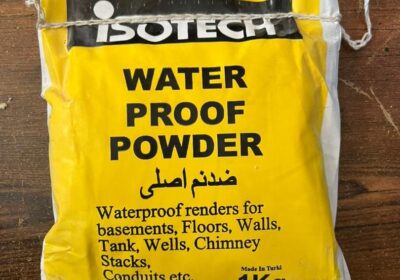 ISOTECH
WATER
PROOF
POWDER
ضدنم اصلی
Waterproof renders for
basements, Floors, Walls,
Tank, Wells, Chimney
Stacks,
Conduits etc.
Made In Turki
1Kg